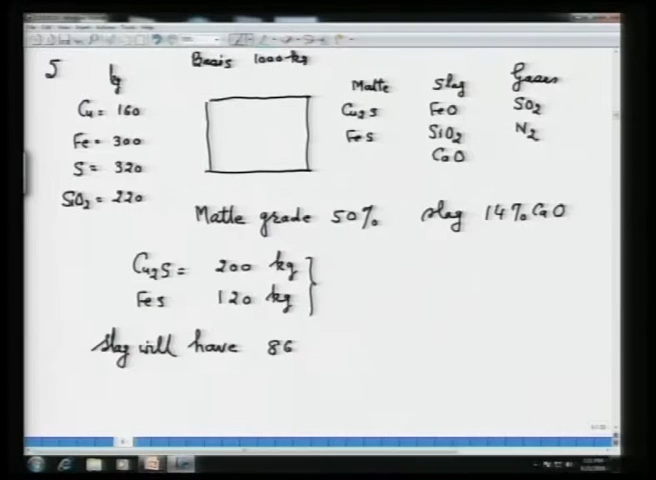 5 kg Basis 1000 kg
Matte Slag Gases
Cu = 160 Cu2S FeO SO2
Fe = 300 FeS SiO2 N2
S = 320 CaO
SiO2 = 220
Matte grade 50% slag 14% CaO
Cu2S = 200 kg
FeS 120 kg
Slag will have 86